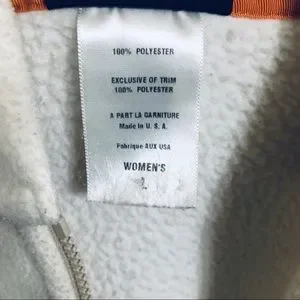 100% POLYESTER
EXCLUSIVE OF TRIM
100% POLYESTER
A PART LA GARNITURE
Made in U. S. A.
Fabrique AUX USA
WOMEN'S
L